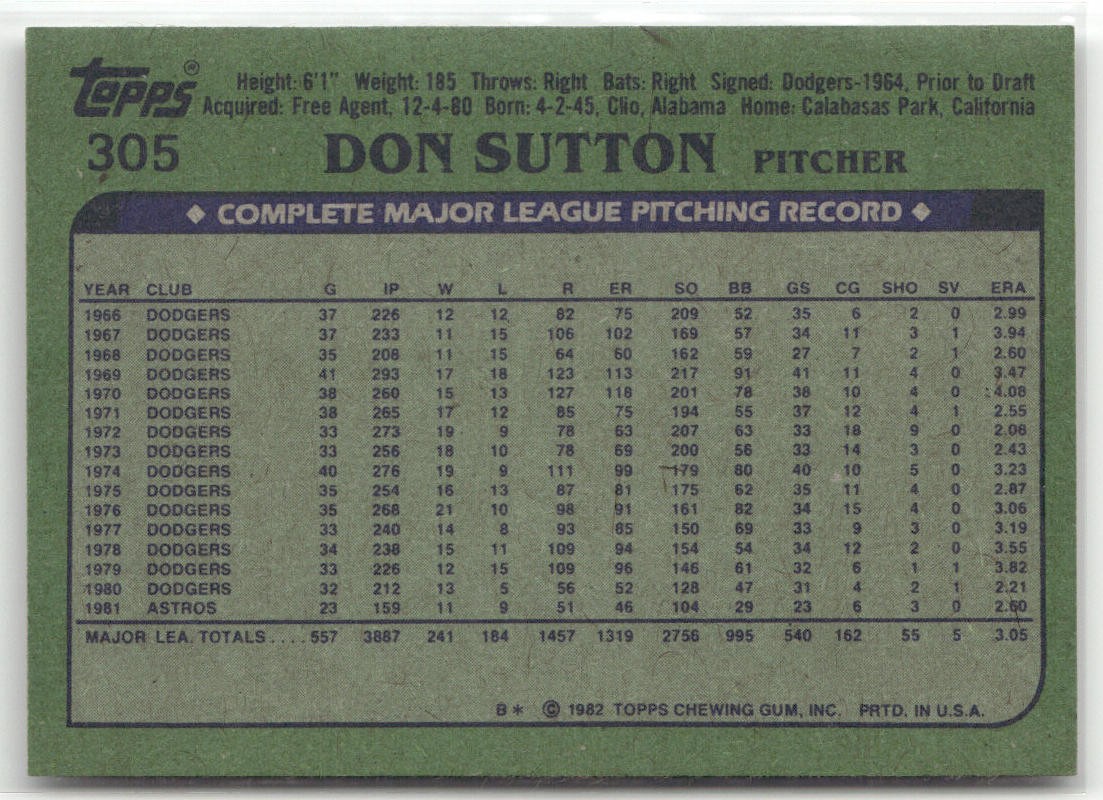 Topps ®
Height: 6'1" Weight: 185 Throws: Right Bats: Right Signed: Dodgers-1964, Prior to Draft
Acquired: Free Agent, 12-4-80 Born: 4-2-45, Clio, Alabama Home: Calabasas Park, California
305 DON SUTTON PITCHER
◆ COMPLETE MAJOR LEAGUE PITCHING RECORD ◆
YEAR CLUB G IP W L R ER SO BB GS CG SHO SV ERA
1966 DODGERS 37 226 12 12 82 75 209 52 35 6 2 0 2.99
1967 DODGERS 37 233 11 15 106 102 169 57 34 11 3 1 3.94
1968 DODGERS 35 208 11 15 64 60 162 59 27 7 2 1 2.60
1969 DODGERS 41 293 17 18 123 113 217 91 41 11 4 0 3.47
1970 DODGERS 38 260 15 13 127 118 201 78 38 10 4 0 4.08
1971 DODGERS 38 265 17 12 85 75 194 55 37 12 4 1 2.55
1972 DODGERS 33 273 19 9 78 63 207 63 33 18 9 0 2.08
1973 DODGERS 33 256 18 10 78 69 200 56 33 14 3 0 2.43
1974 DODGERS 40 276 19 9 111 99 179 80 40 10 5 0 3.23
1975 DODGERS 35 254 16 13 87 81 175 62 35 11 4 0 2.87
1976 DODGERS 35 268 21 10 98 91 161 82 34 15 4 0 3.06
1977 DODGERS 33 240 14 8 93 85 150 69 33 9 3 0 3.19
1978 DODGERS 34 238 15 11 109 94 154 54 34 12 2 0 3.55
1979 DODGERS 33 226 12 15 109 96 146 61 32 6 1 1 3.82
1980 DODGERS 32 212 13 5 56 52 128 47 31 4 2 1 2.21
1981 ASTROS 23 159 11 9 51 46 104 29 23 6 3 0 2.60
MAJOR LEA. TOTALS....557 3887 241 184 1457 1319 2756 995 540 162 55 5 3.05
B* © 1982 TOPPS CHEWING GUM, INC. PRTD. IN U.S.A.